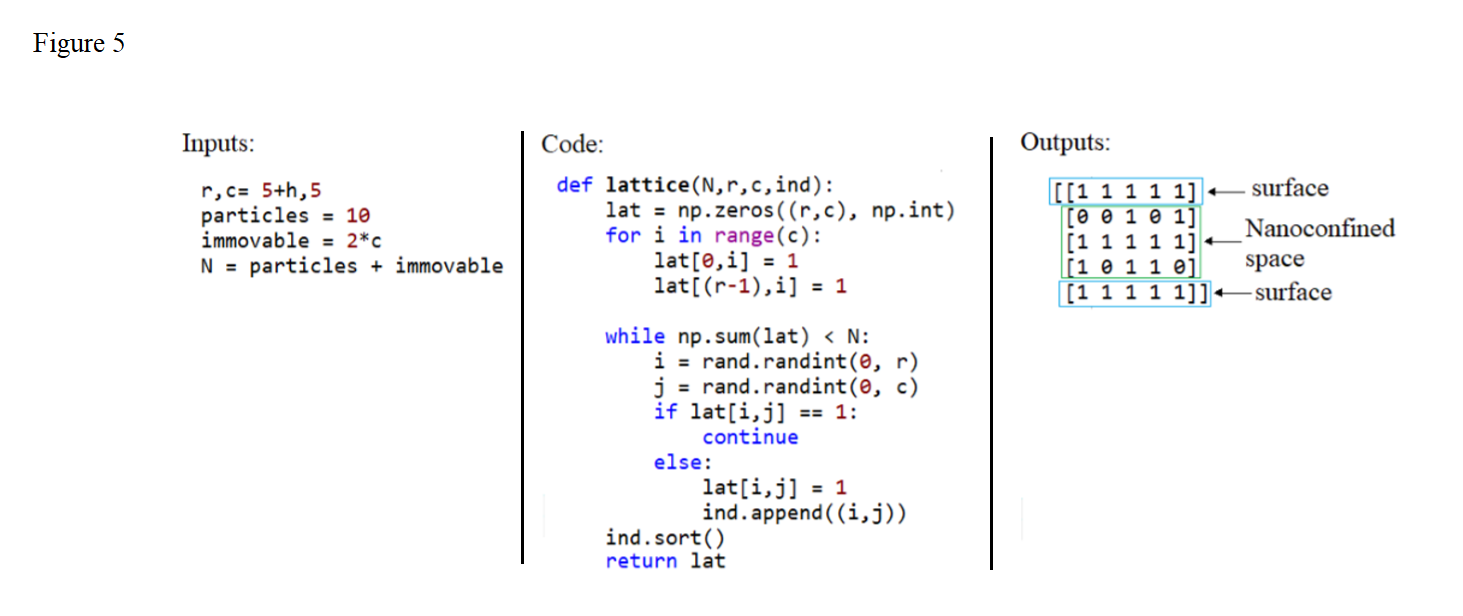 Figure 5
Inputs:
r,c= 5+h,5
particles = 10
immovable = 2*c
N = particles + immovable
Code:
def lattice(N,r,c,ind):
    lat = np.zeros((r,c), np.int)
    for i in range(c):
        lat[0,i] = 1
        lat[(r-1),i] = 1
    while np.sum(lat) < N:
        i = rand.randint(0, r)
        j = rand.randint(0, c)
        if lat[i,j] == 1:
            continue
        else:
            lat[i,j] = 1
            ind.append((i,j))
    ind.sort()
    return lat
Outputs:
[[1 1 1 1 1] surface
[0 0 1 0 1]
[1 1 1 1 1] Nanoconfined
[1 0 1 1 0] space
[1 1 1 1 1]] surface